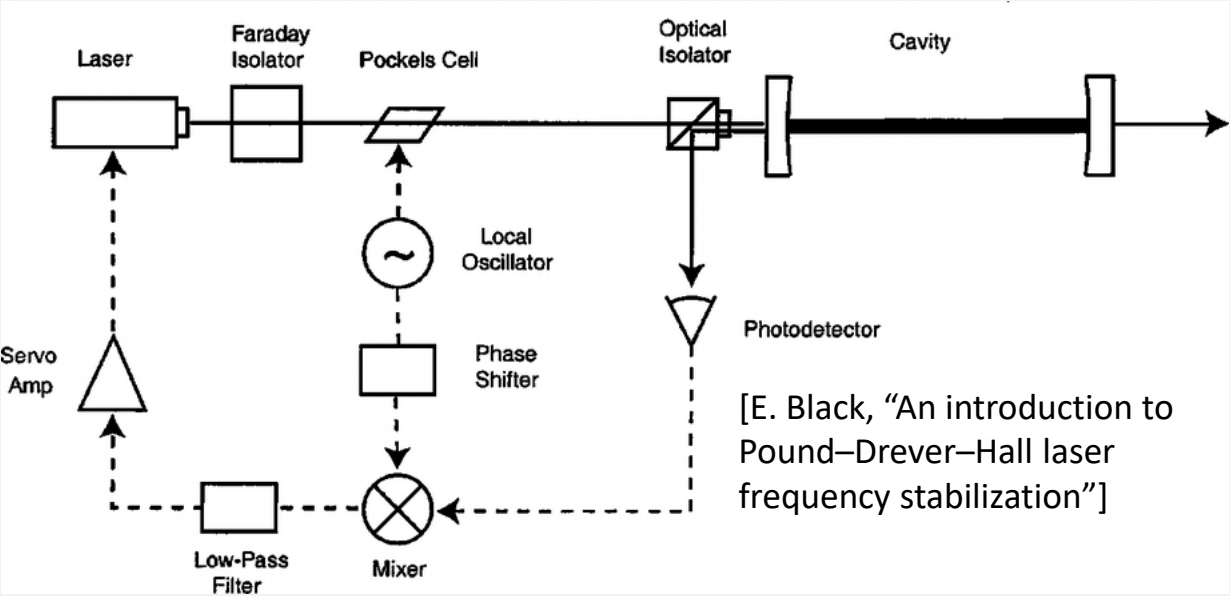 Laser
Faraday
Isolator
Pockels Cell
Optical
Isolator
Cavity
Local
Oscillator
~
Phase
Shifter
Photodetector
Servo
Amp
[E. Black, “An introduction to
Pound–Drever–Hall laser
frequency stabilization”]
Low-Pass
Filter
Mixer